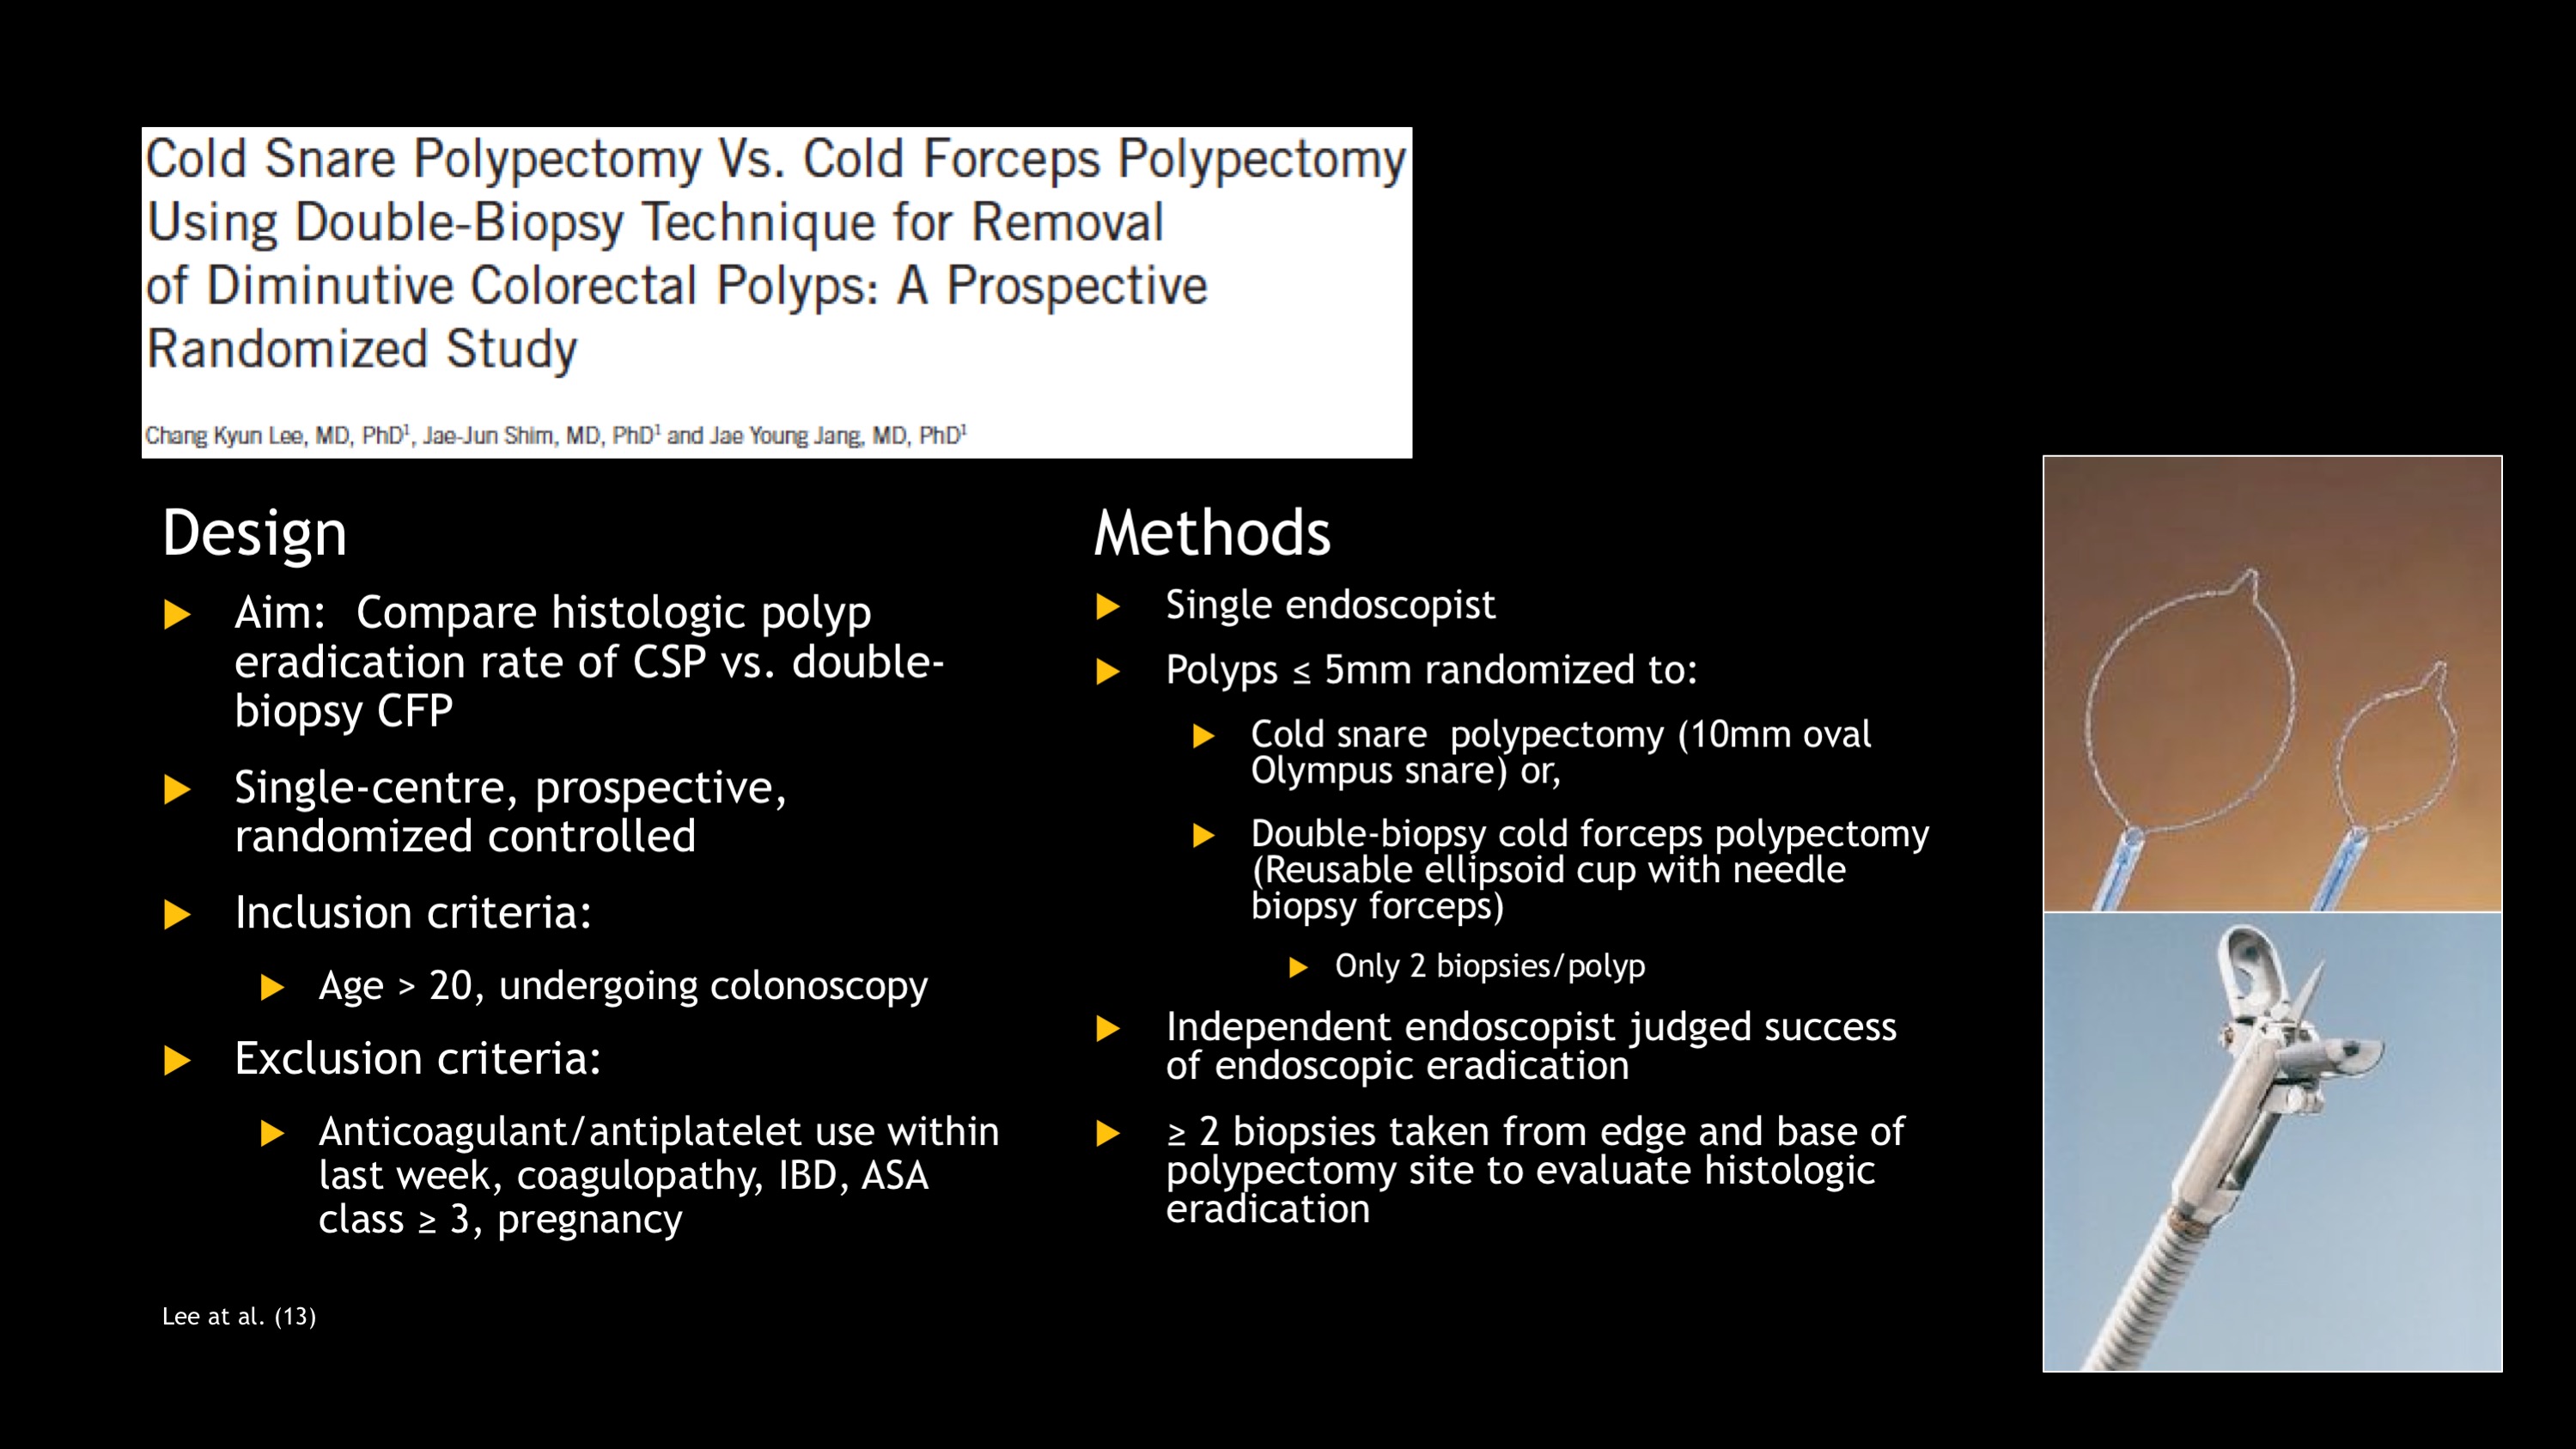 Cold Snare Polypectomy Vs. Cold Forceps Polypectomy
Using Double-Biopsy Technique for Removal
of Diminutive Colorectal Polyps: A Prospective
Randomized Study
Chang Kyun Lee, MD, PhD¹, Jae-Jun Shim, MD, PhD¹ and Jae Young Jang, MD, PhD¹
Design
Aim: Compare histologic polyp
eradication rate of CSP vs. double-
biopsy CFP
Single-centre, prospective,
randomized controlled
Inclusion criteria:
Age > 20, undergoing colonoscopy
Exclusion criteria:
Anticoagulant/antiplatelet use within
last week, coagulopathy, IBD, ASA
class ≥ 3, pregnancy
Methods
Single endoscopist
Polyps ≤ 5mm randomized to:
Cold snare polypectomy (10mm oval
Olympus snare) or,
Double-biopsy cold forceps polypectomy
(Reusable ellipsoid cup with needle
biopsy forceps)
Only 2 biopsies/polyp
Independent endoscopist judged success
of endoscopic eradication
≥ 2 biopsies taken from edge and base of
polypectomy site to evaluate histologic
eradication
Lee at al. (13)